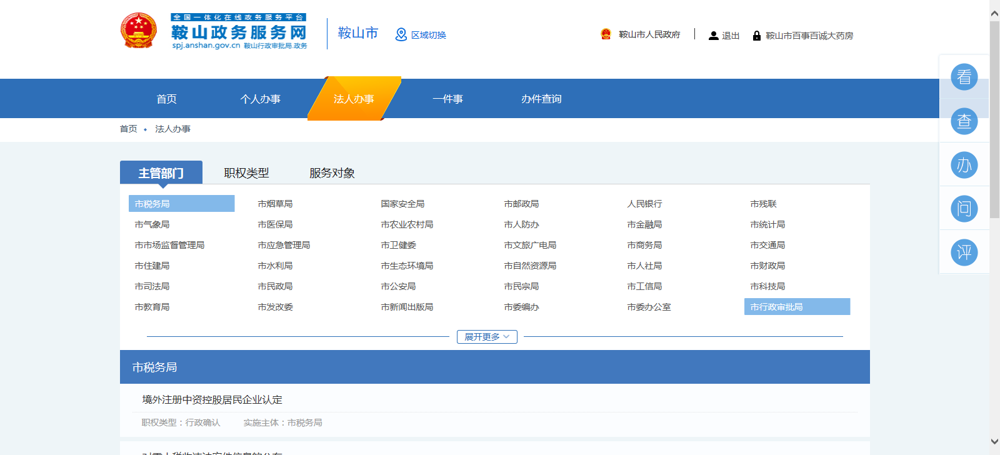 全国一体化在线政务服务平台
鞍山政务服务网
spj.anshan.gov.cn 鞍山行政审批局.政务
鞍山市 区域切换
鞍山市人民政府 退出 鞍山市百事百诚大药房
首页 个人办事 法人办事 一件事 办件查询
首页 法人办事
主管部门 职权类型 服务对象
市税务局 市烟草局 国家安全局 市邮政局 人民银行 市残联
市气象局 市医保局 市农业农村局 市人防办 市金融局 市统计局
市市场监督管理局 市应急管理局 市卫健委 市文旅广电局 市商务局 市交通局
市住建局 市水利局 市生态环境局 市自然资源局 市人社局 市财政局
市司法局 市民政局 市公安局 市民宗局 市工信局 市科技局
市教育局 市发改委 市新闻出版局 市委编办 市委办公室 市行政审批局
展开更多
市税务局
境外注册中资控股居民企业认定
职权类型：行政确认 实施主体：市税务局
看
查
办
问
评